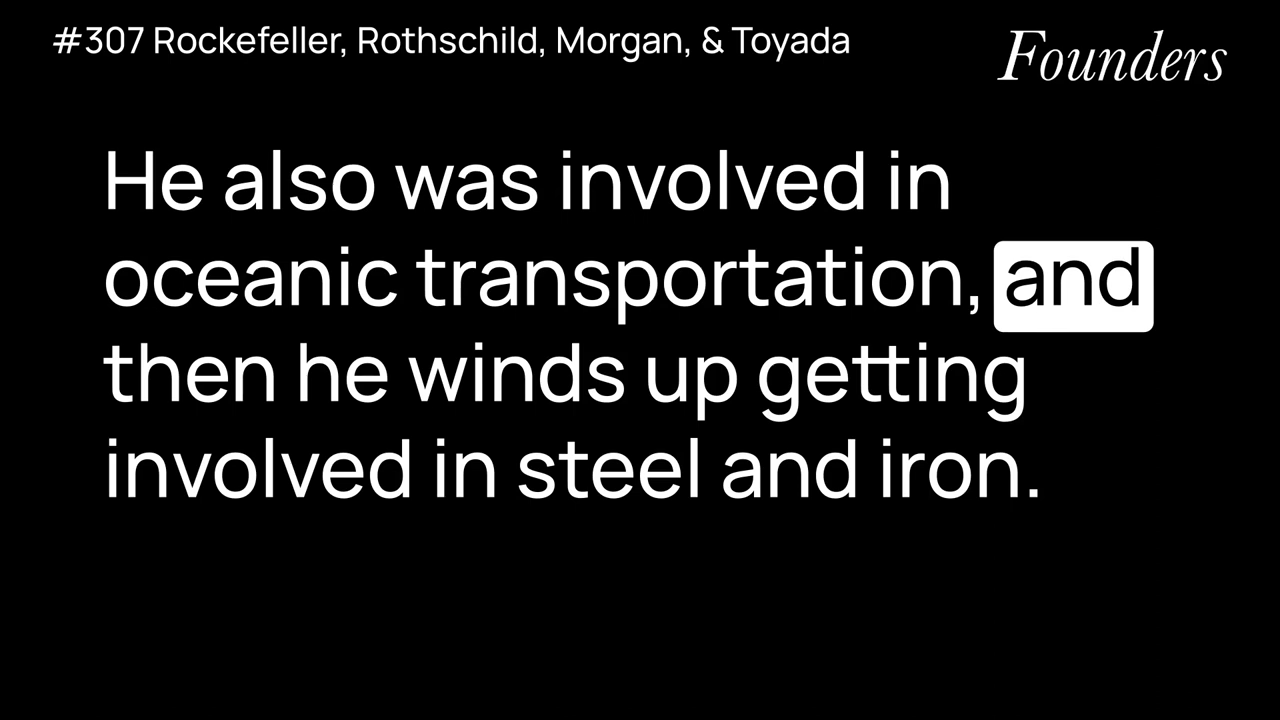 #307 Rockefeller, Rothschild, Morgan, & Toyada
Founders
He also was involved in
oceanic transportation, and
then he winds up getting
involved in steel and iron.